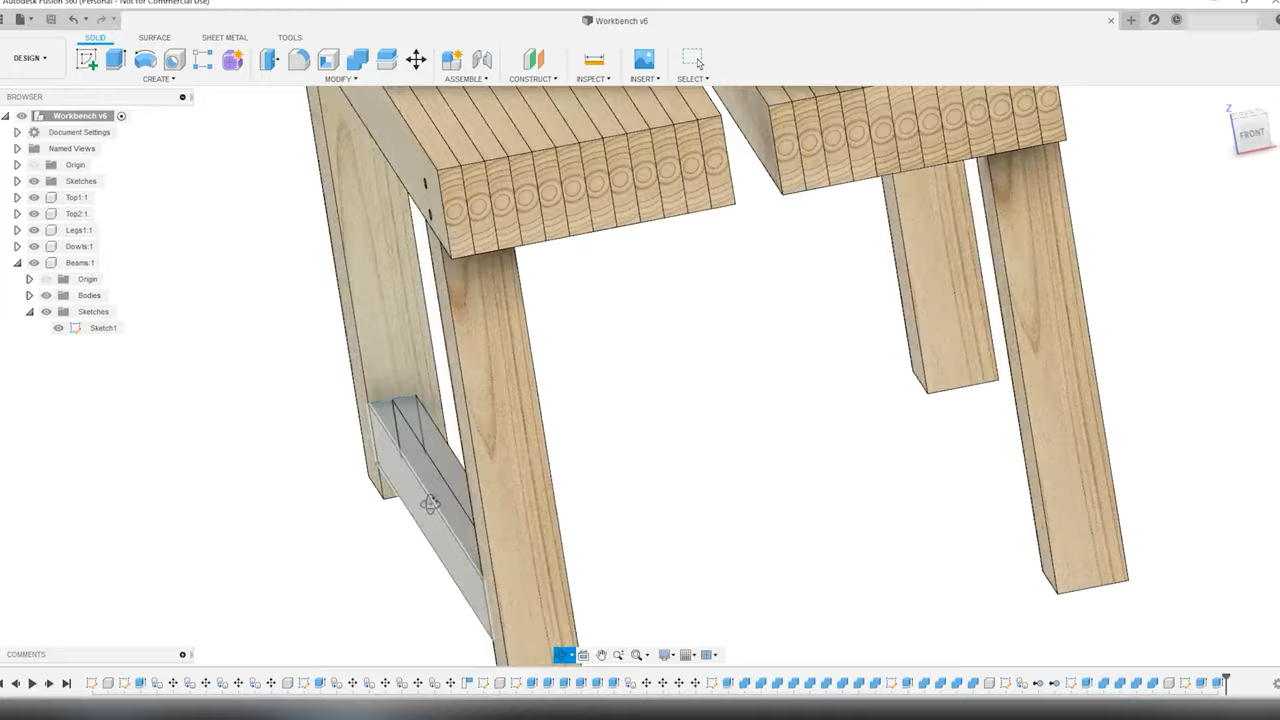 Autodesk Fusion 360 (Personal - Not for Commercial Use)
Workbench v6
SOLID SURFACE SHEET METAL TOOLS
DESIGN
CREATE MODIFY ASSEMBLE CONSTRUCT INSPECT INSERT SELECT
BROWSER
Workbench v6
Document Settings
Named Views
Origin
Sketches
Top1:1
Top2:1
Legs1:1
Dowls:1
Beams:1
Origin
Bodies
Sketches
Sketch1
Z
FRONT
COMMENTS